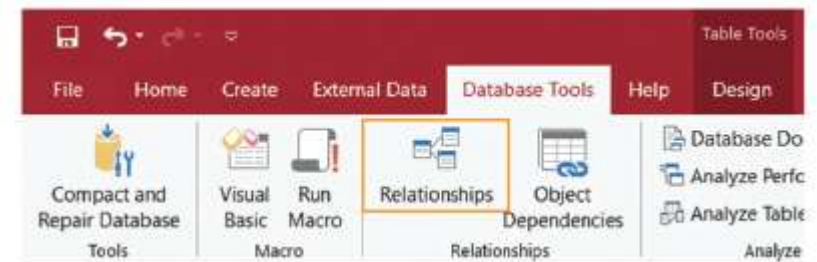 Table Tools
File Home Create External Data Database Tools Help Design
Compact and Repair Database
Visual Basic
Run Macro
Relationships
Object Dependencies
Database Do
Analyze Perfc
Analyze Table
Tools Macro Relationships Analyze